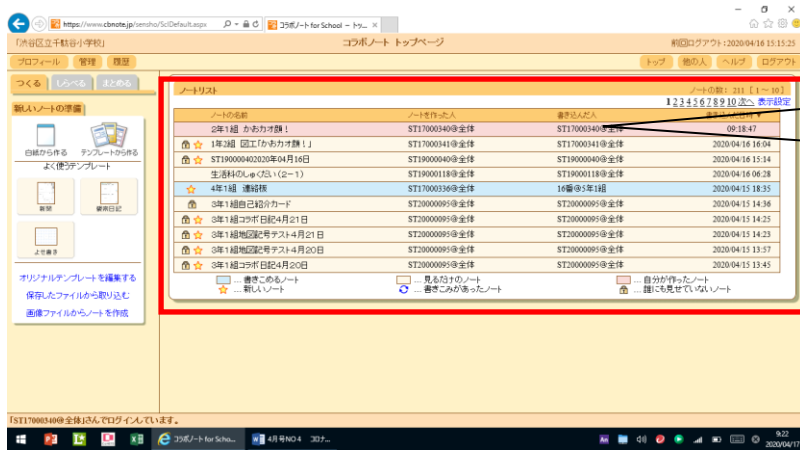 https://www.cbnote.jp/sensho/SclDefault.aspx
コラボノート for School - トッ...
「渋谷区立千駄谷小学校」 コラボノート トップページ 前回ログアウト:2020/04/16 15:15:25
プロフィール 管理 履歴 トップ 他の人 ヘルプ ログアウト
つくる しらべる まとめる
新しいノートの準備
白紙から作る テンプレートから作る
よく使うテンプレート
新聞 観察日記
よせ書き
オリジナルテンプレートを編集する
保存したファイルから取り込む
画像ファイルからノートを作成
ノートリスト ノートの数: 211 [ 1～10 ]
1 2 3 4 5 6 7 8 9 10 次へ 表示設定
ノートの名前 ノートを作った人 書き込んだ人
2年1組 かおカオ顔! ST17000340@全体 ST17000340@全体 09:18:47
1年2組 図工「かおカオ顔!」 ST17000341@全体 ST17000341@全体 2020/04/16 16:04
ST190000402020年04月16日 ST19000040@全体 ST19000040@全体 2020/04/16 15:14
生活科のしゅくだい(2-1) ST19000118@全体 ST19000118@全体 2020/04/16 06:28
4年1組 連絡板 ST17000336@全体 16番@5年1組 2020/04/15 18:35
3年1組自己紹介カード ST20000095@全体 ST20000095@全体 2020/04/15 14:36
3年1組コラボ日記4月21日 ST20000095@全体 ST20000095@全体 2020/04/15 14:25
3年1組地図記号テスト4月21日 ST20000095@全体 ST20000095@全体 2020/04/15 14:23
3年1組地図記号テスト4月20日 ST20000095@全体 ST20000095@全体 2020/04/15 13:57
3年1組コラボ日記4月20日 ST20000095@全体 ST20000095@全体 2020/04/15 13:45
... 書きこめるノート ... 見るだけのノート ... 自分が作ったノート
... 新しいノート ... 書きこみがあったノート ... 誰にも見せていないノート
「ST17000340@全体」さんでログインしています。
コラボノート for Scho... 4月号NO4 コロナ...
9:22
2020/04/17